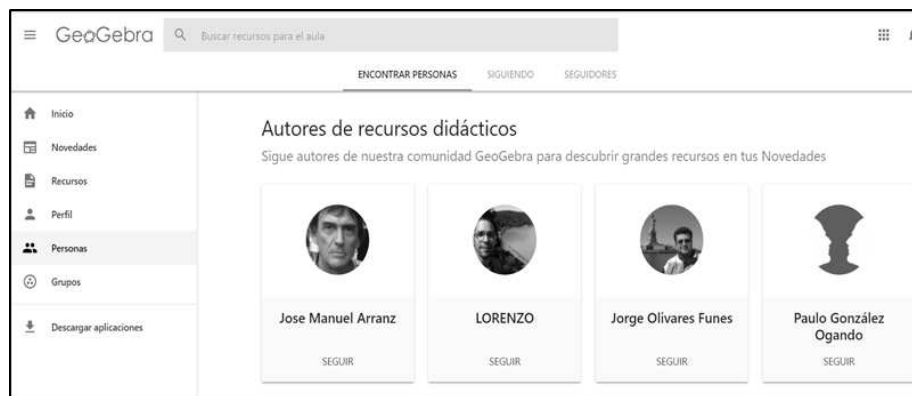 GeoGebra
Buscar recursos para el aula
ENCONTRAR PERSONAS SIGUIENDO SEGUIDORES
Inicio
Novedades
Recursos
Perfil
Personas
Grupos
Descargar aplicaciones
Autores de recursos didácticos
Sigue autores de nuestra comunidad GeoGebra para descubrir grandes recursos en tus Novedades
Jose Manuel Arranz
SEGUIR
LORENZO
SEGUIR
Jorge Olivares Funes
SEGUIR
Paulo González
Ogando
SEGUIR